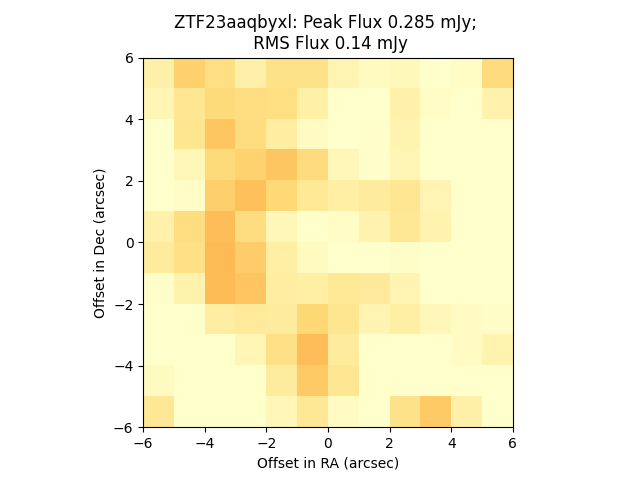 ZTF23aaqbyxl: Peak Flux 0.285 mJy;
RMS Flux 0.14 mJy
6
4
2
0
−2
−4
−6
Offset in Dec (arcsec)
−6 −4 −2 0 2 4 6
Offset in RA (arcsec)